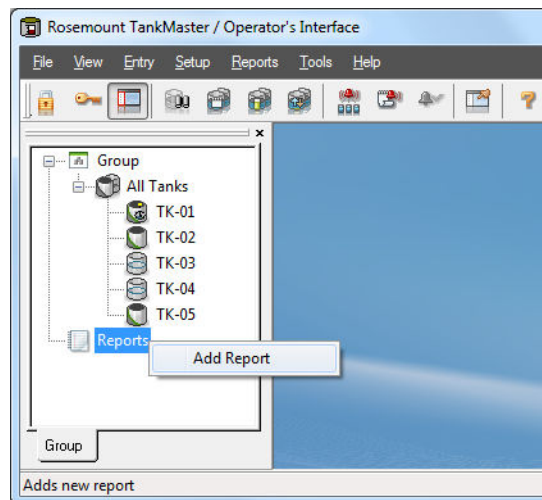 Rosemount TankMaster / Operator's Interface
File View Entry Setup Reports Tools Help
Group
All Tanks
TK-01
TK-02
TK-03
TK-04
TK-05
Reports
Add Report
Group
Adds new report